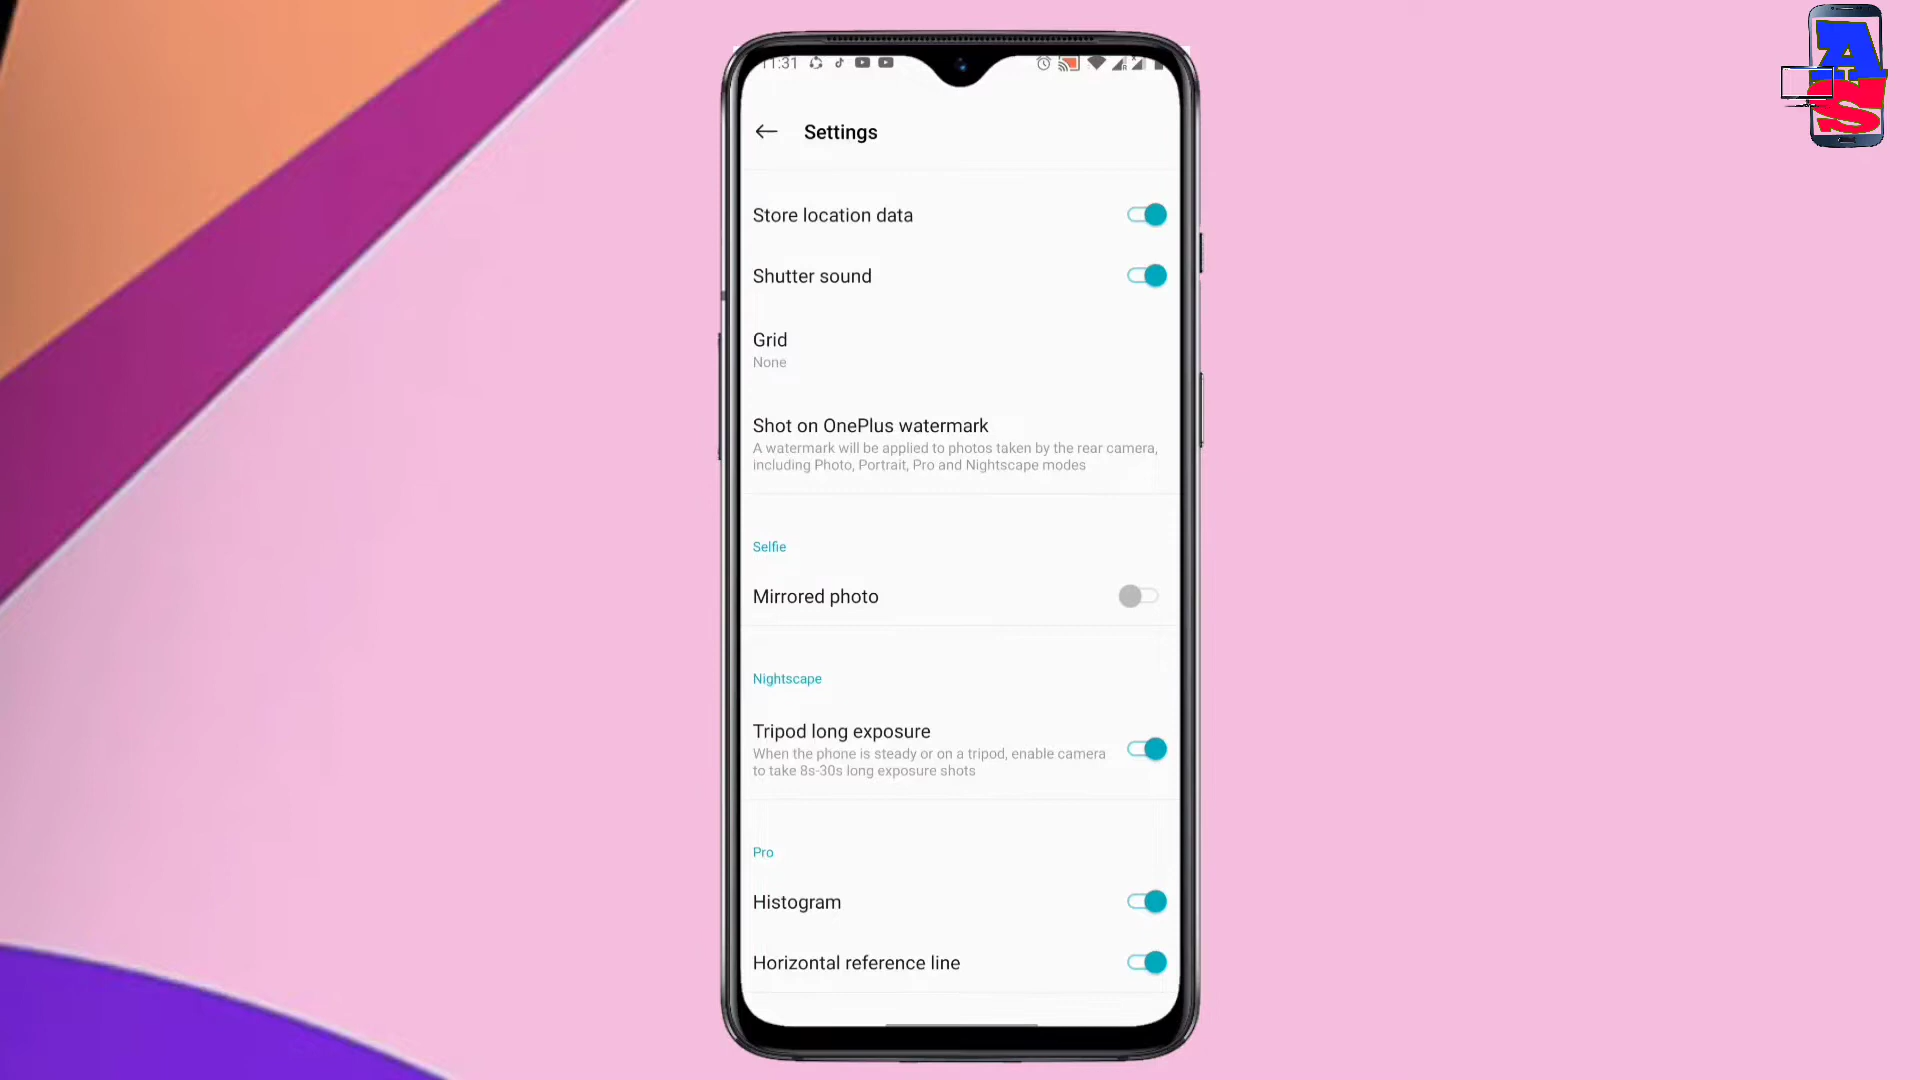 11:31
Settings
Store location data
Shutter sound
Grid
None
Shot on OnePlus watermark
A watermark will be applied to photos taken by the rear camera,
including Photo, Portrait, Pro and Nightscape modes
Selfie
Mirrored photo
Nightscape
Tripod long exposure
When the phone is steady or on a tripod, enable camera
to take 8s-30s long exposure shots
Pro
Histogram
Horizontal reference line
A
T
S